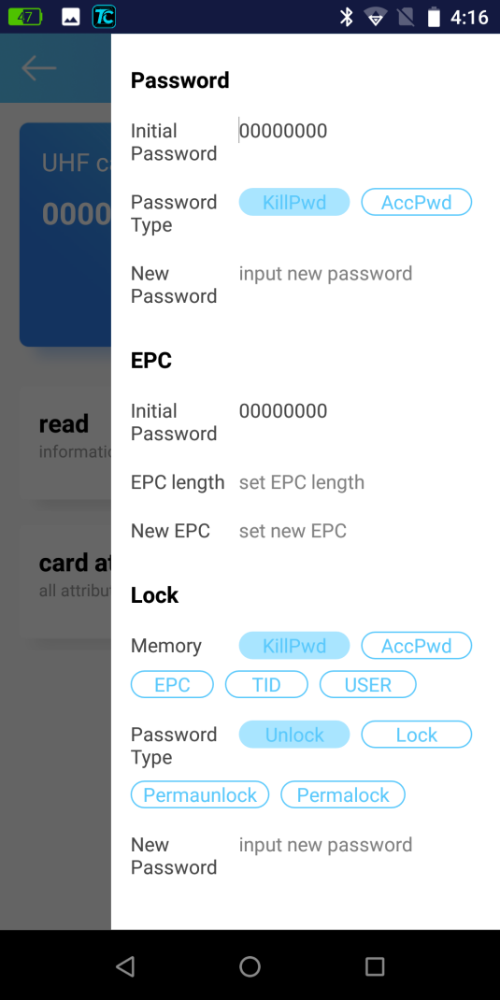 47
TC
4:16
UHF ca
0000
read
informatio
card at
all attribu
Password
Initial
Password
00000000
Password
Type
KillPwd
AccPwd
New
Password
input new password
EPC
Initial
Password
00000000
EPC length
set EPC length
New EPC
set new EPC
Lock
Memory
KillPwd
AccPwd
EPC
TID
USER
Password
Type
Unlock
Lock
Permaunlock
Permalock
New
Password
input new password